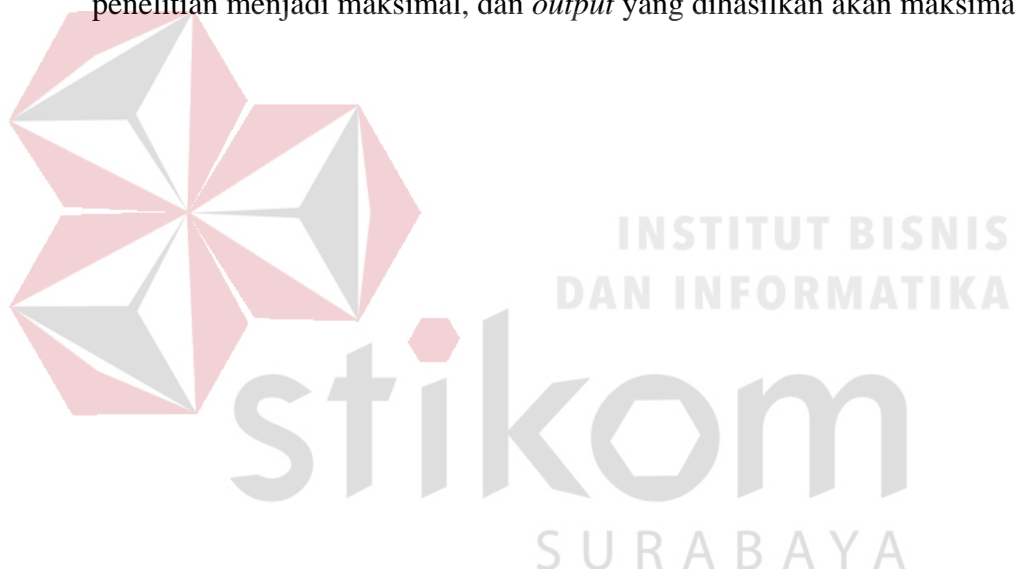 penelitian menjadi maksimal, dan output yang dihasilkan akan maksima
INSTITUT BISNIS
DAN INFORMATIKA
stikom
SURABAYA